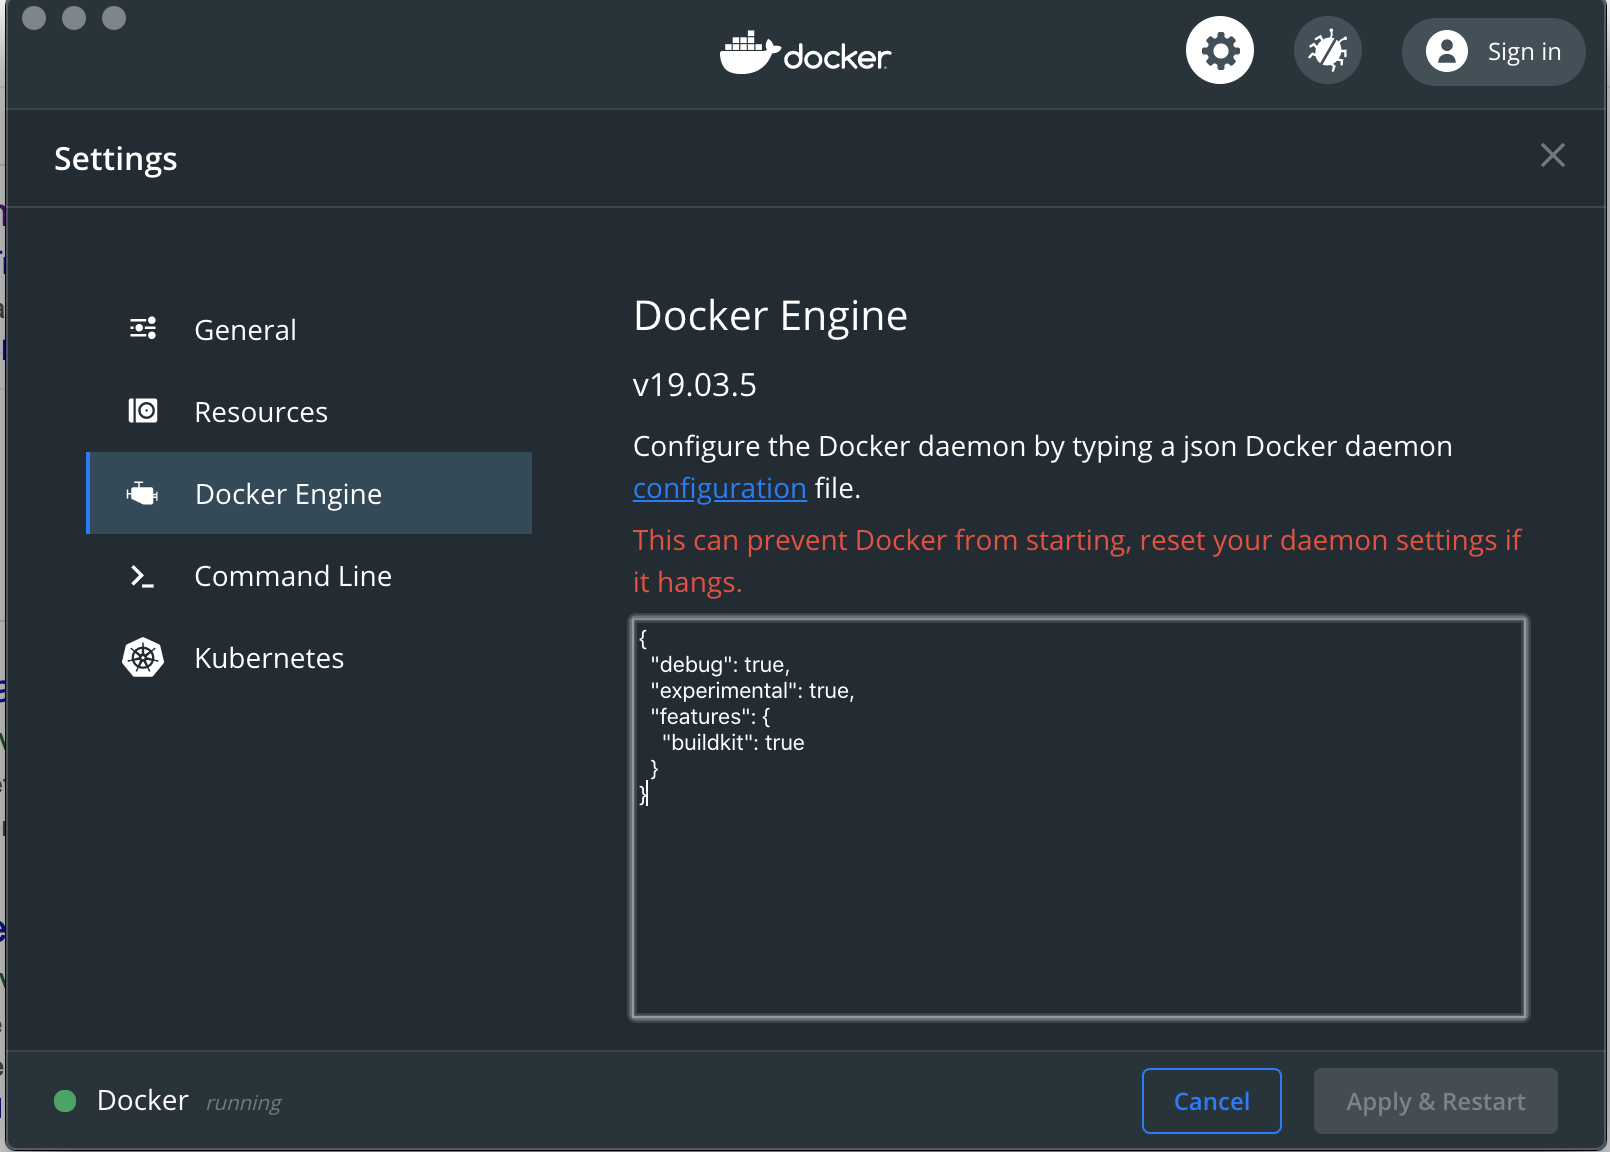 docker
Sign in
Settings
General
Resources
Docker Engine
Command Line
Kubernetes
Docker Engine
v19.03.5
Configure the Docker daemon by typing a json Docker daemon
configuration file.
This can prevent Docker from starting, reset your daemon settings if
it hangs.
{
  "debug": true,
  "experimental": true,
  "features": {
    "buildkit": true
  }
}
Docker running
Cancel
Apply & Restart